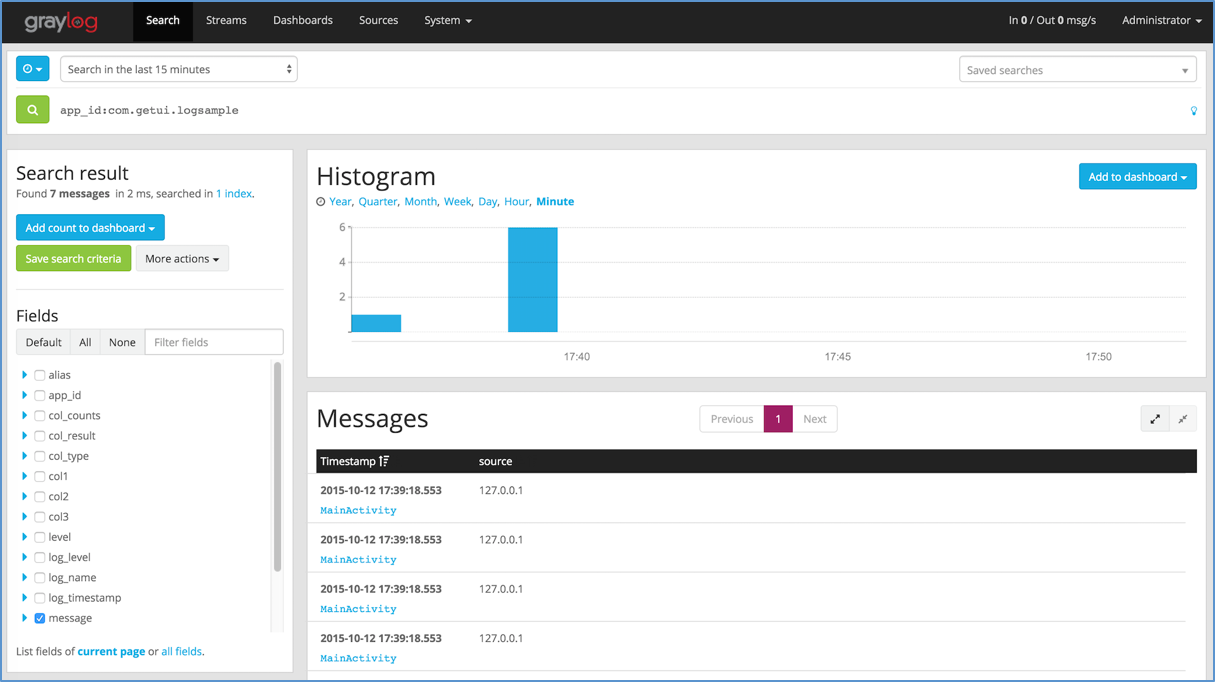 graylog Search Streams Dashboards Sources System In 0 / Out 0 msg/s Administrator
Search in the last 15 minutes Saved searches
app_id:com.getui.logsample
Search result
Found 7 messages in 2 ms, searched in 1 index.
Add count to dashboard
Save search criteria More actions
Fields
Default All None Filter fields
alias
app_id
col_counts
col_result
col_type
col1
col2
col3
level
log_level
log_name
log_timestamp
message
List fields of current page or all fields.
Histogram
Add to dashboard
Year, Quarter, Month, Week, Day, Hour, Minute
6
4
2
17:40 17:45 17:50
Messages
Previous 1 Next
Timestamp source
2015-10-12 17:39:18.553 127.0.0.1
MainActivity
2015-10-12 17:39:18.553 127.0.0.1
MainActivity
2015-10-12 17:39:18.553 127.0.0.1
MainActivity
2015-10-12 17:39:18.553 127.0.0.1
MainActivity